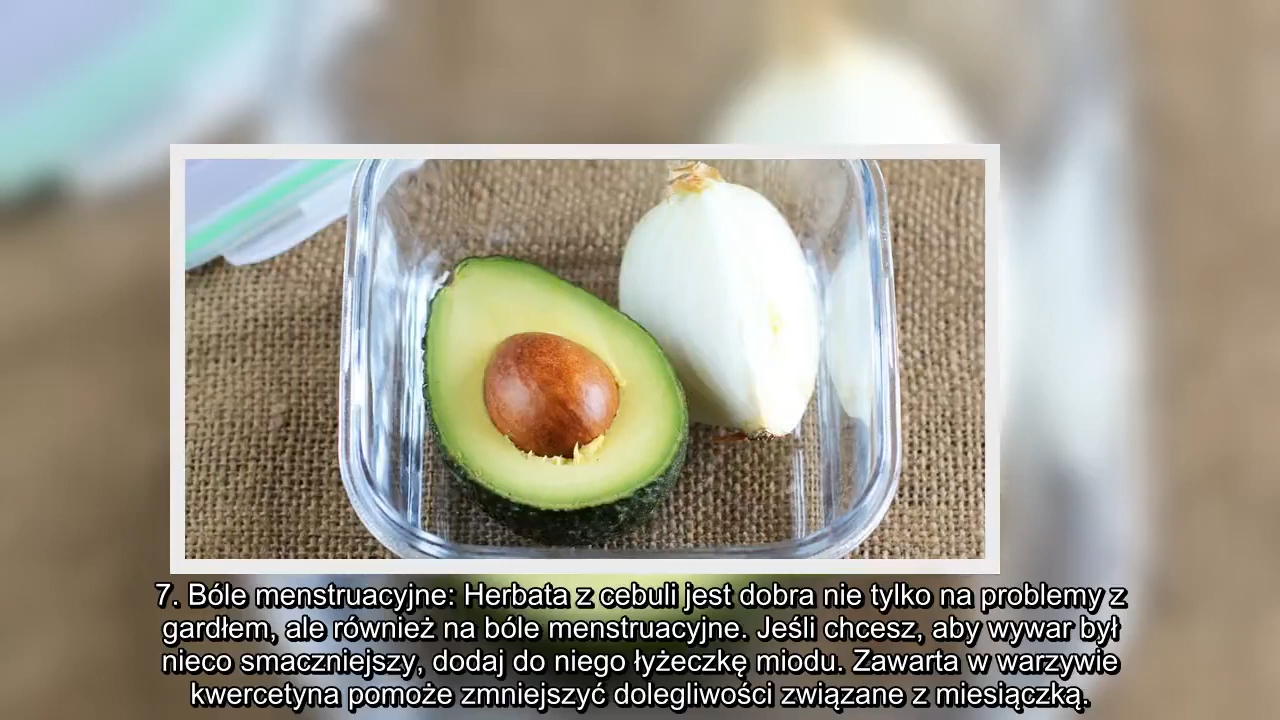 7. Bóle menstruacyjne: Herbata z cebuli jest dobra nie tylko na problemy z
gardłem, ale również na bóle menstruacyjne. Jeśli chcesz, aby wywar był
nieco smaczniejszy, dodaj do niego łyżeczkę miodu. Zawarta w warzywie
kwercetyna pomoże zmniejszyć dolegliwości związane z miesiączką.